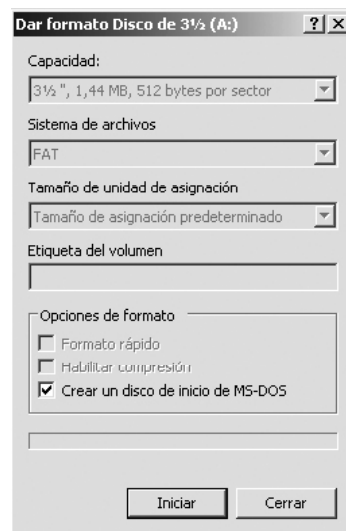 Dar formato Disco de 3½ (A:)
Capacidad:
3½ ", 1,44 MB, 512 bytes por sector
Sistema de archivos
FAT
Tamaño de unidad de asignación
Tamaño de asignación predeterminado
Etiqueta del volumen
Opciones de formato
Formato rápido
Habilitar compresión
Crear un disco de inicio de MS-DOS
Iniciar Cerrar